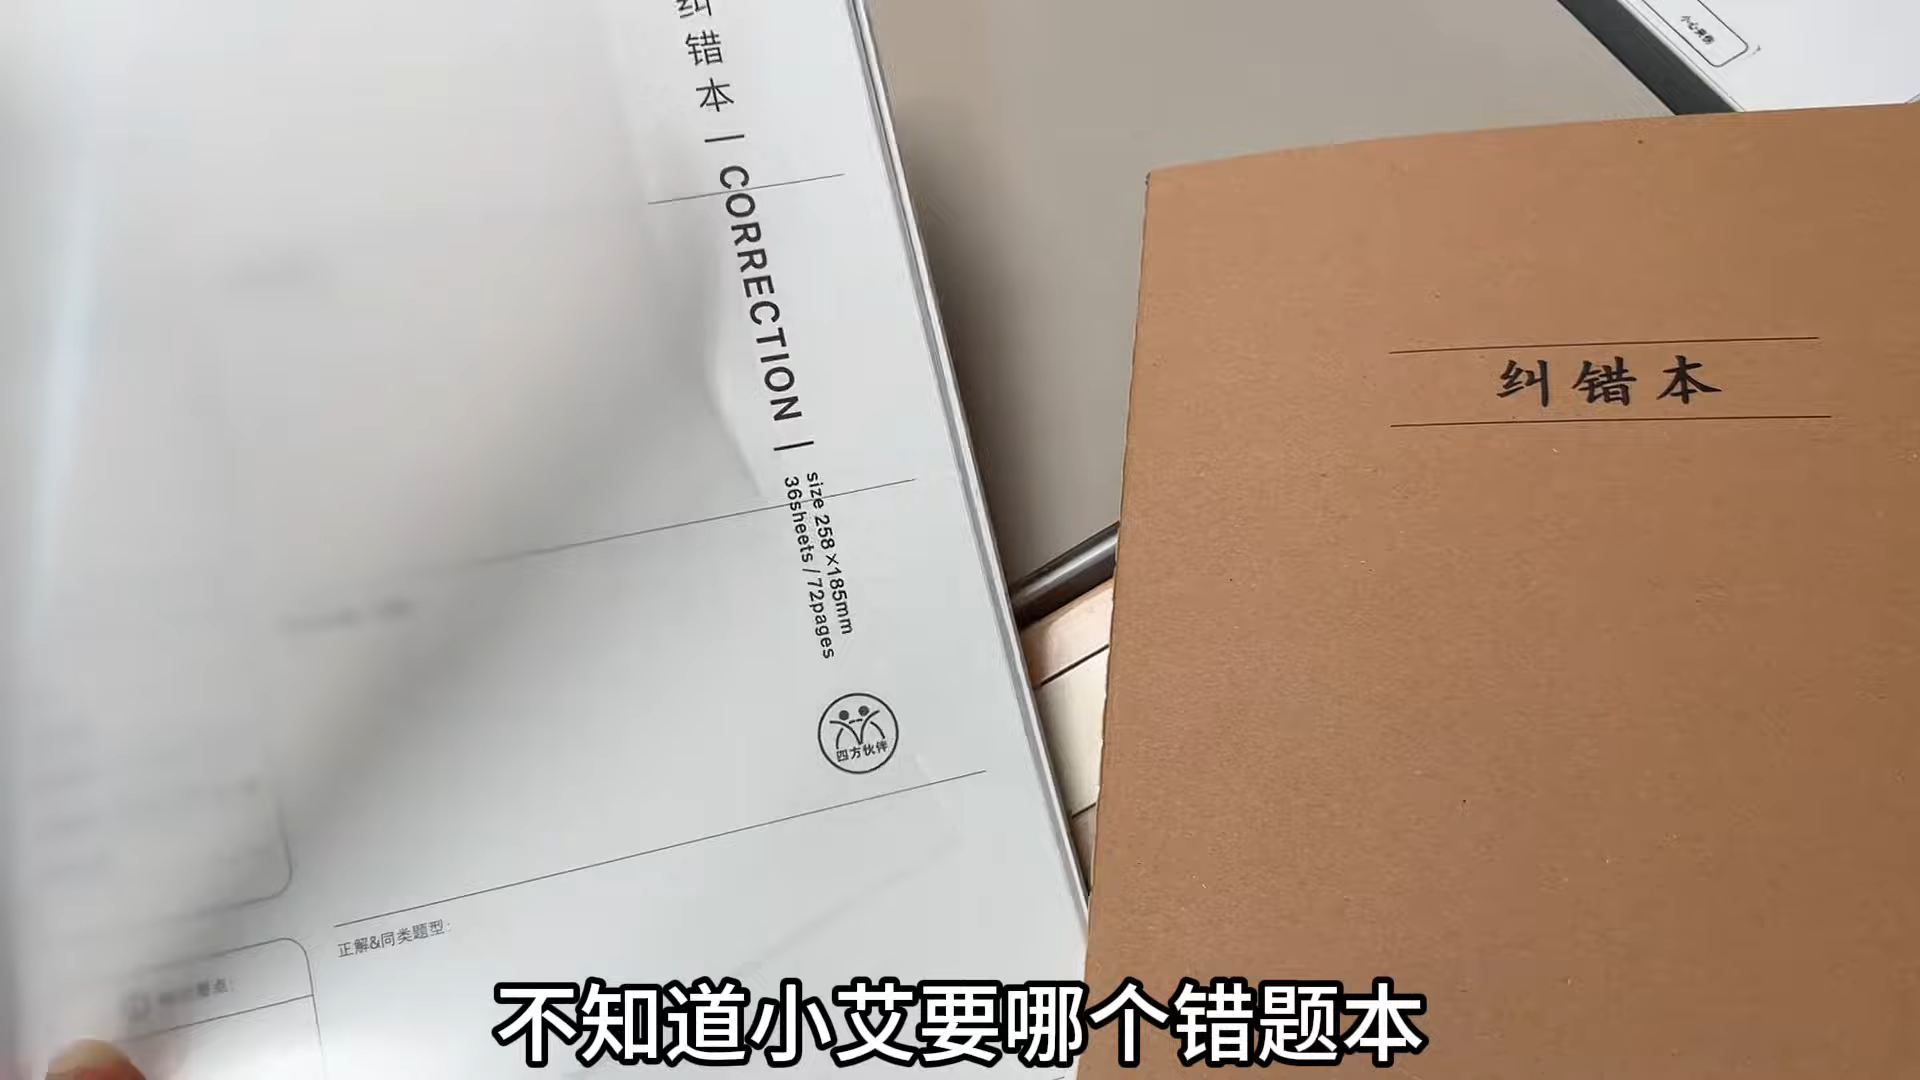 纠错本 | CORRECTION |
size 258×185mm
36sheets / 72pages
四方伙伴
正解&同类题型:
纠错本
不知道小艾要哪个错题本